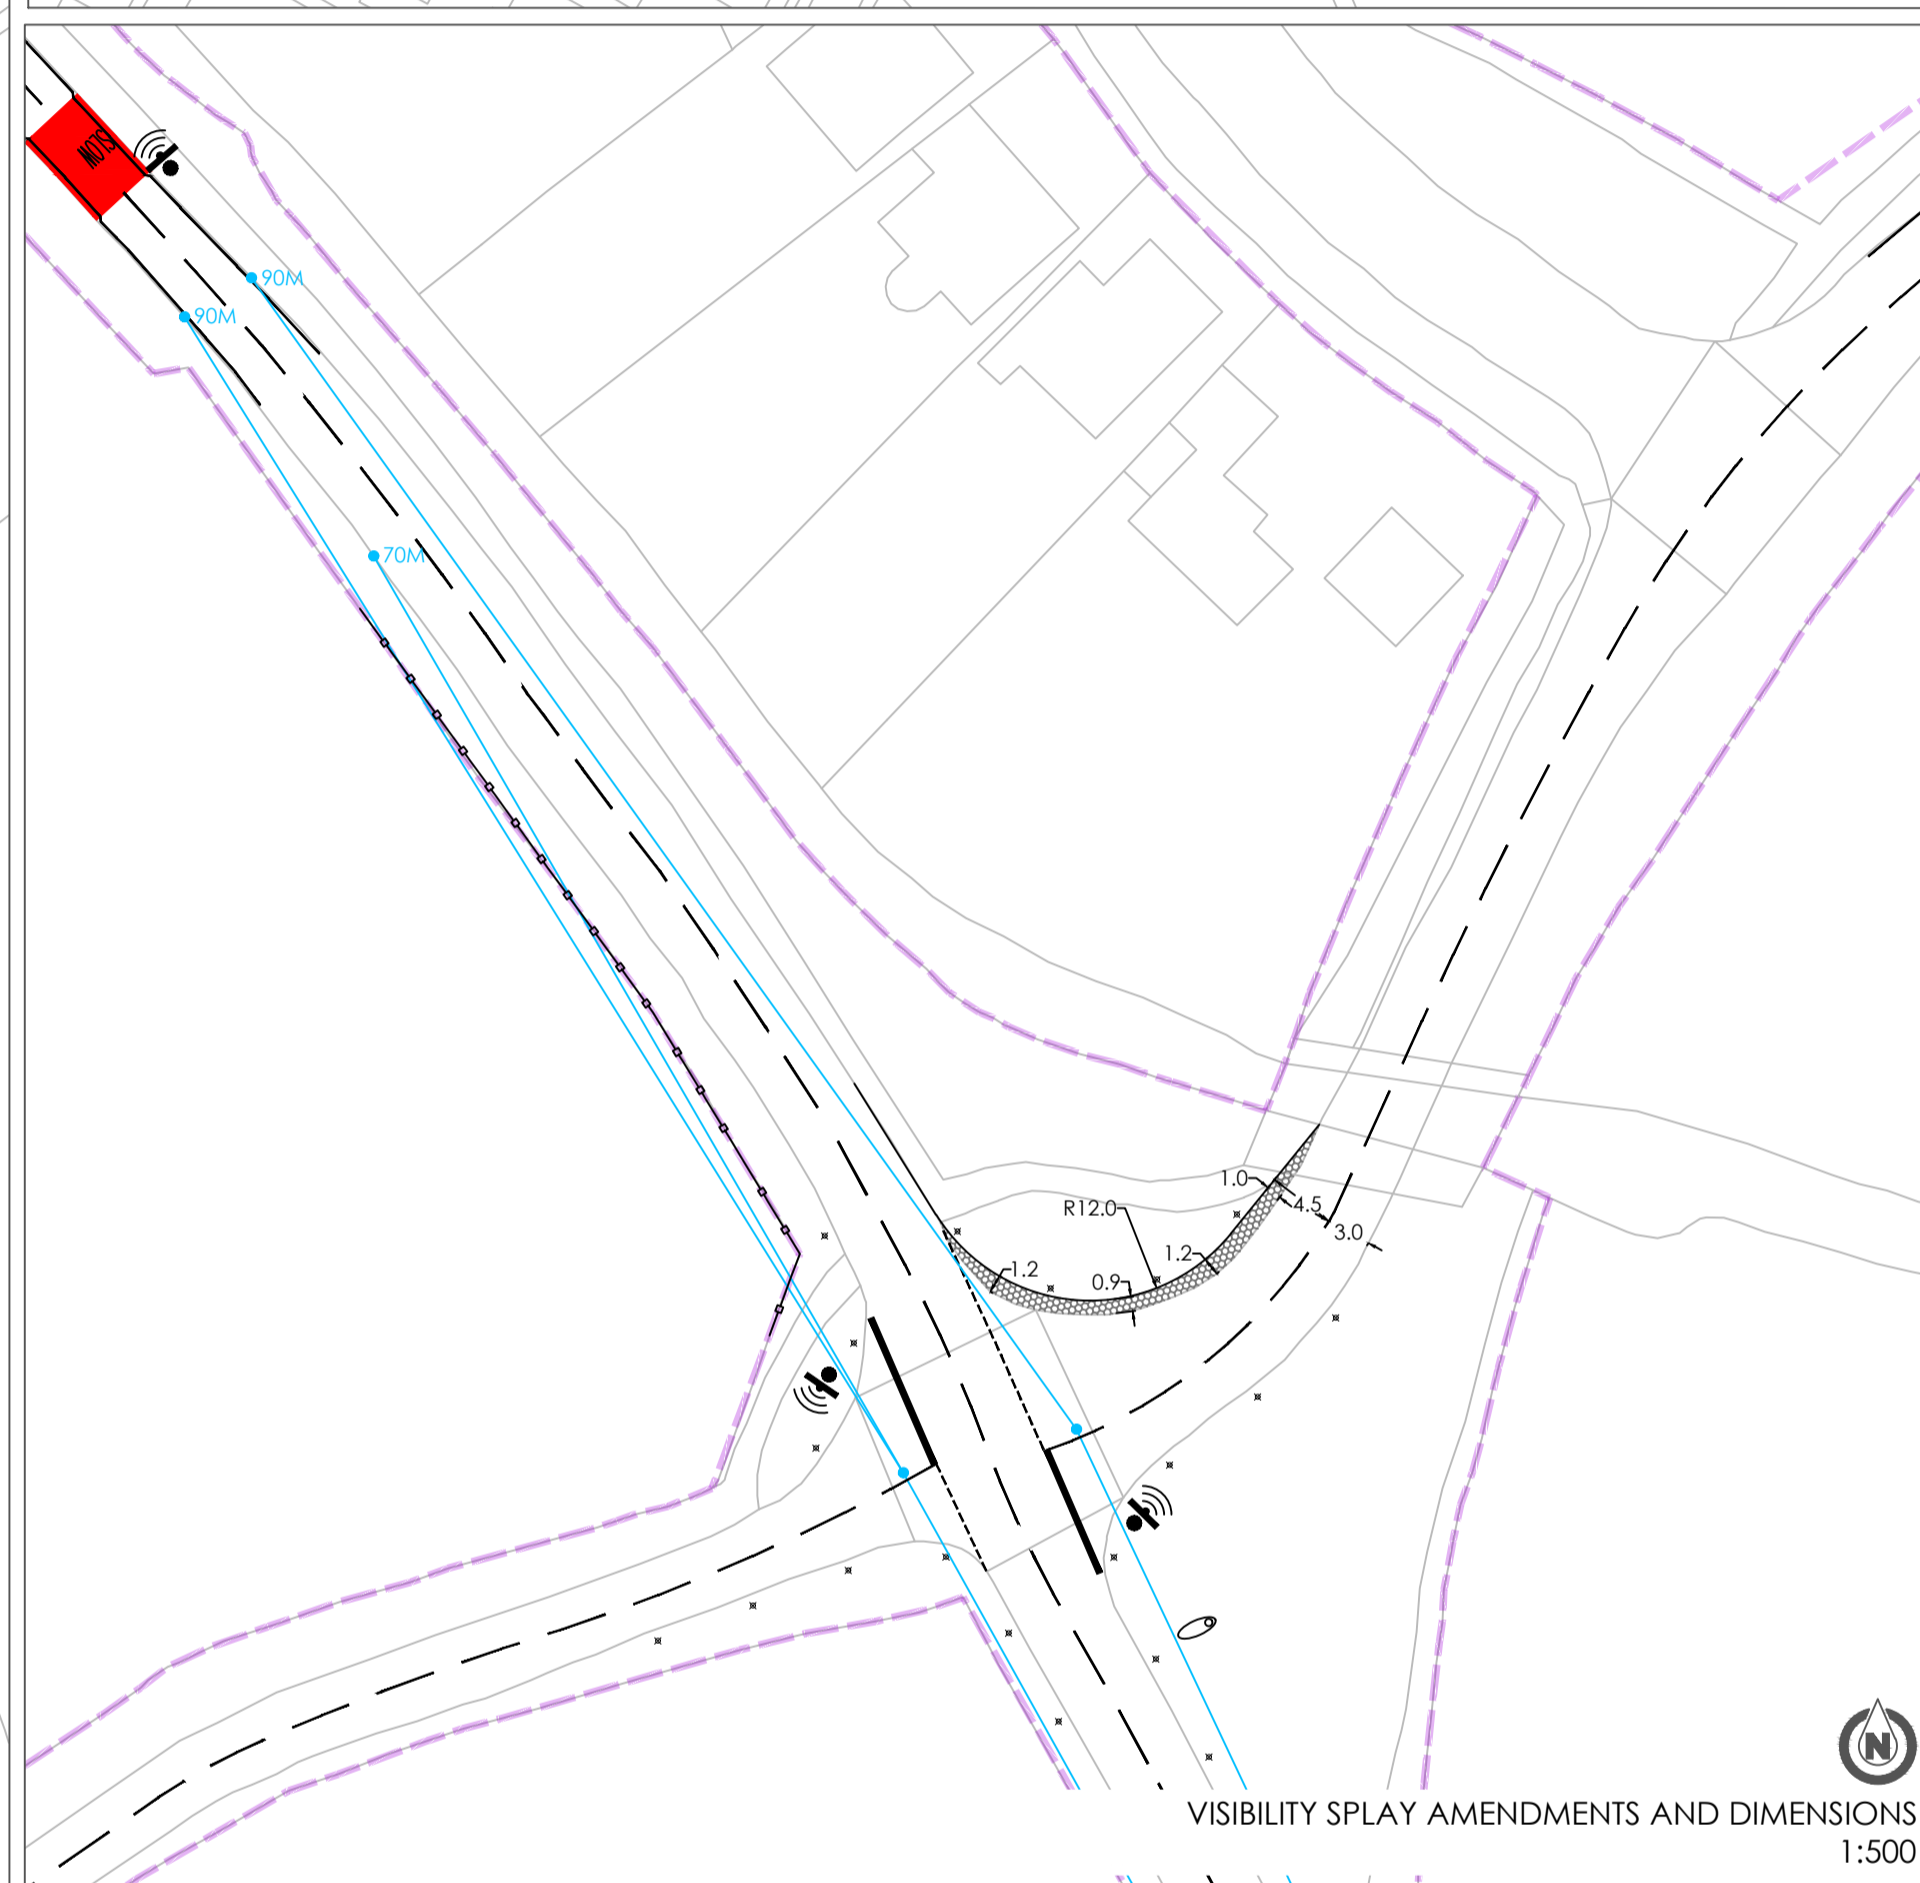 SLOW
90M
90M
70M
1.0
4.5
R12.0
3.0
1.2
1.2
0.9
N
VISIBILITY SPLAY AMENDMENTS AND DIMENSIONS
1:500